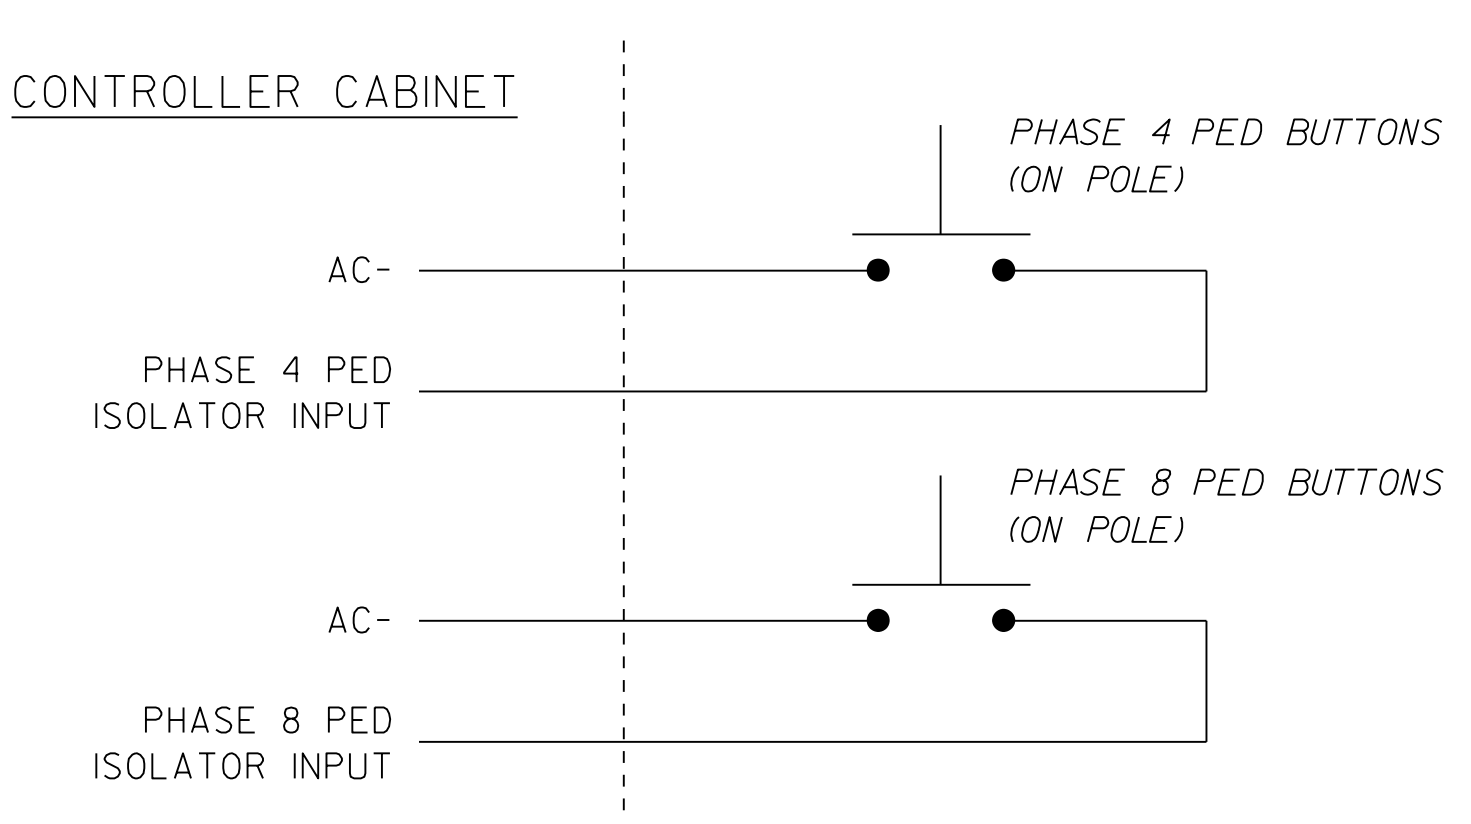 CONTROLLER CABINET
PHASE 4 PED BUTTONS
(ON POLE)
AC-
PHASE 4 PED
ISOLATOR INPUT
PHASE 8 PED BUTTONS
(ON POLE)
AC-
PHASE 8 PED
ISOLATOR INPUT